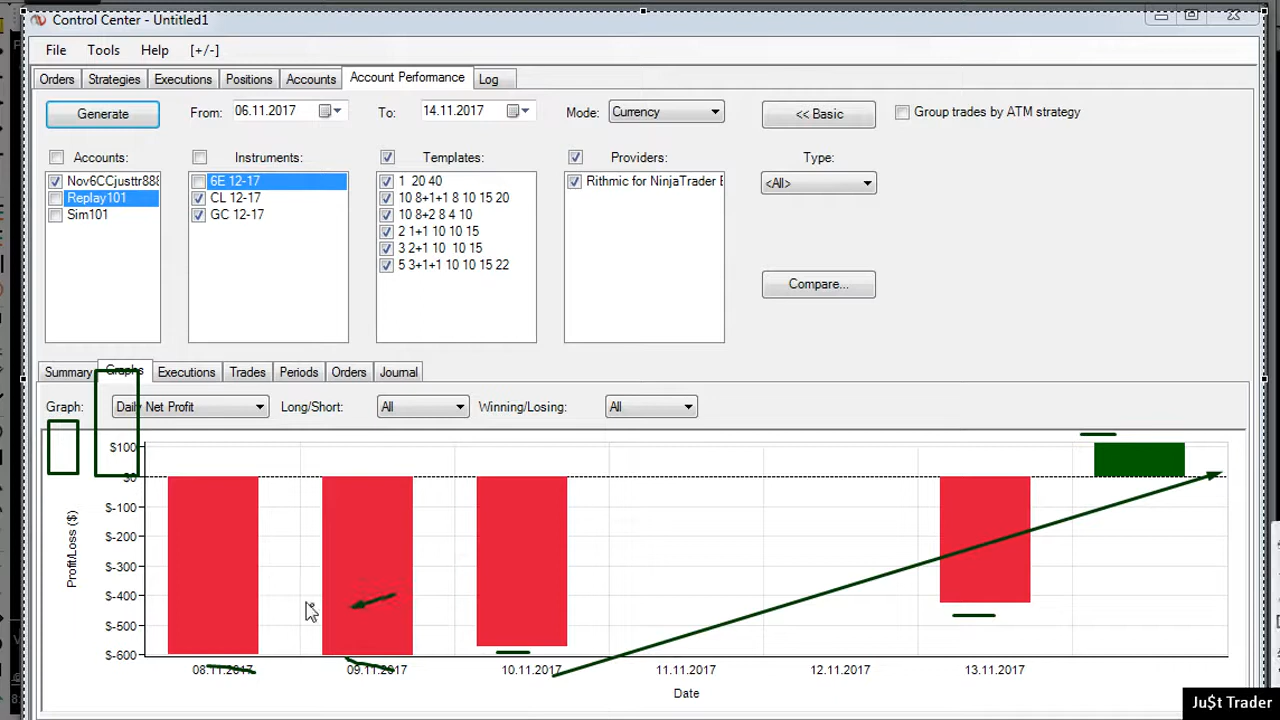 Control Center - Untitled1
File Tools Help [+/-]
Orders Strategies Executions Positions Accounts Account Performance Log
Generate From: 06.11.2017 To: 14.11.2017 Mode: Currency << Basic Group trades by ATM strategy
Accounts: Instruments: Templates: Providers: Type:
Nov6CCjusttr888 6E 12-17 1 20 40 Rithmic for NinjaTrader <All>
Replay101 CL 12-17 10 8+1+1 8 10 15 20
Sim101 GC 12-17 10 8+2 8 4 10
2 1+1 10 10 15
3 2+1 10 10 15
5 3+1+1 10 10 15 22
Compare...
Summary Graphs Executions Trades Periods Orders Journal
Graph: Daily Net Profit Long/Short: All Winning/Losing: All
$100
$0
$-100
$-200
$-300
$-400
$-500
$-600
Profit/Loss ($)
08.11.2017 09.11.2017 10.11.2017 11.11.2017 12.11.2017 13.11.2017
Date
Ju$t Trader